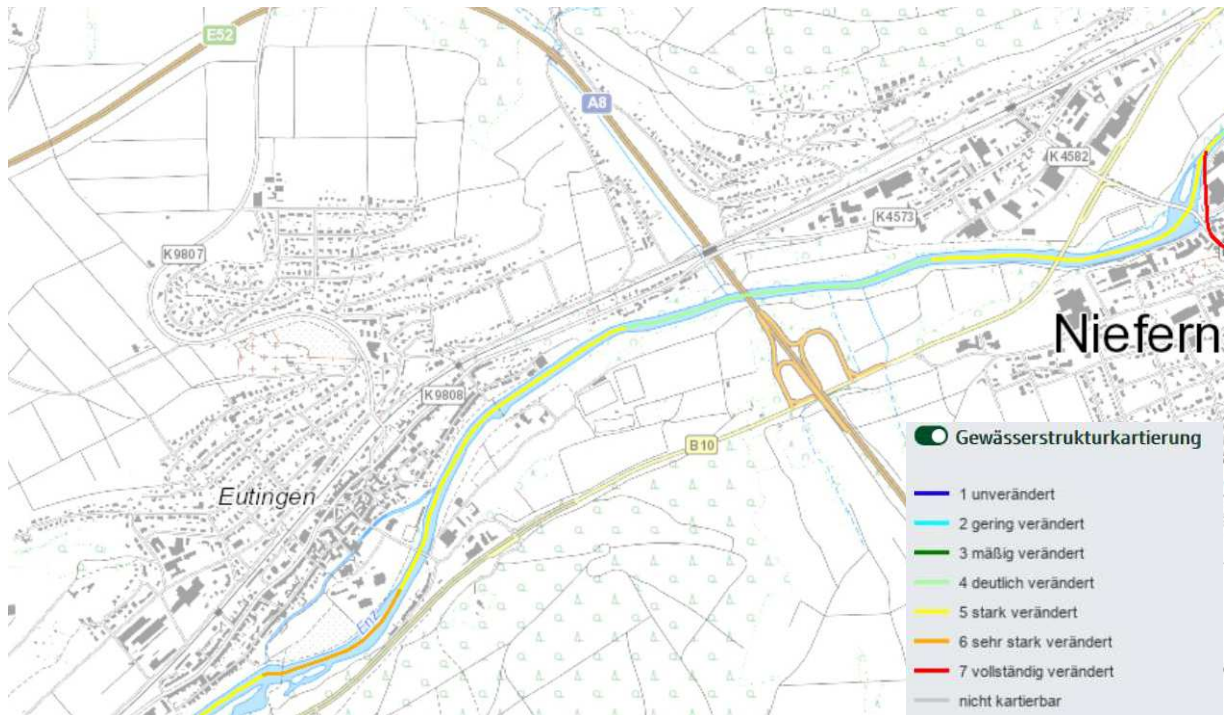 E52
A8
K 4582
K4573
K9807
Niefern
K9808
B10
Gewässerstrukturkartierung
Eutingen
1 unverändert
2 gering verändert
3 mäßig verändert
4 deutlich verändert
5 stark verändert
Enz
6 sehr stark verändert
7 vollständig verändert
nicht kartierbar